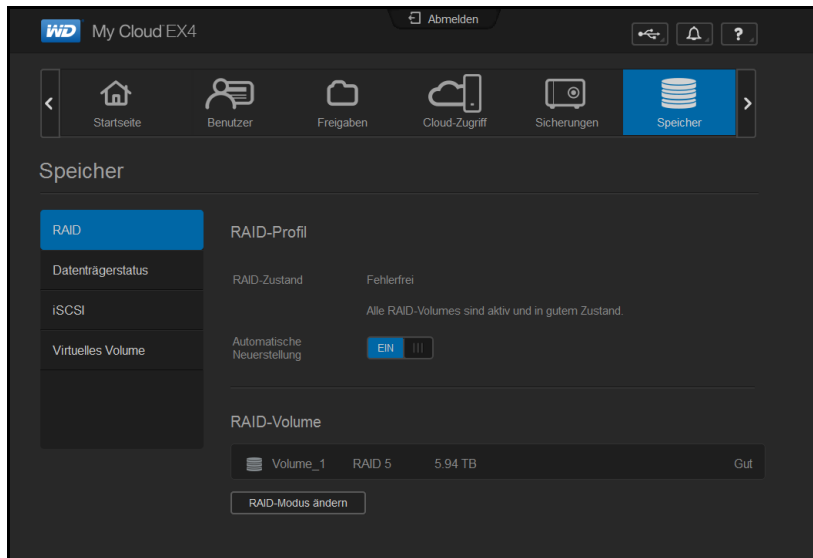 WD My Cloud EX4
Abmelden
?
Startseite
Benutzer
Freigaben
Cloud-Zugriff
Sicherungen
Speicher
Speicher
RAID
Datenträgerstatus
iSCSI
Virtuelles Volume
RAID-Profil
RAID-Zustand Fehlerfrei
Alle RAID-Volumes sind aktiv und in gutem Zustand.
Automatische
Neuerstellung
EIN
RAID-Volume
Volume_1 RAID 5 5.94 TB Gut
RAID-Modus ändern